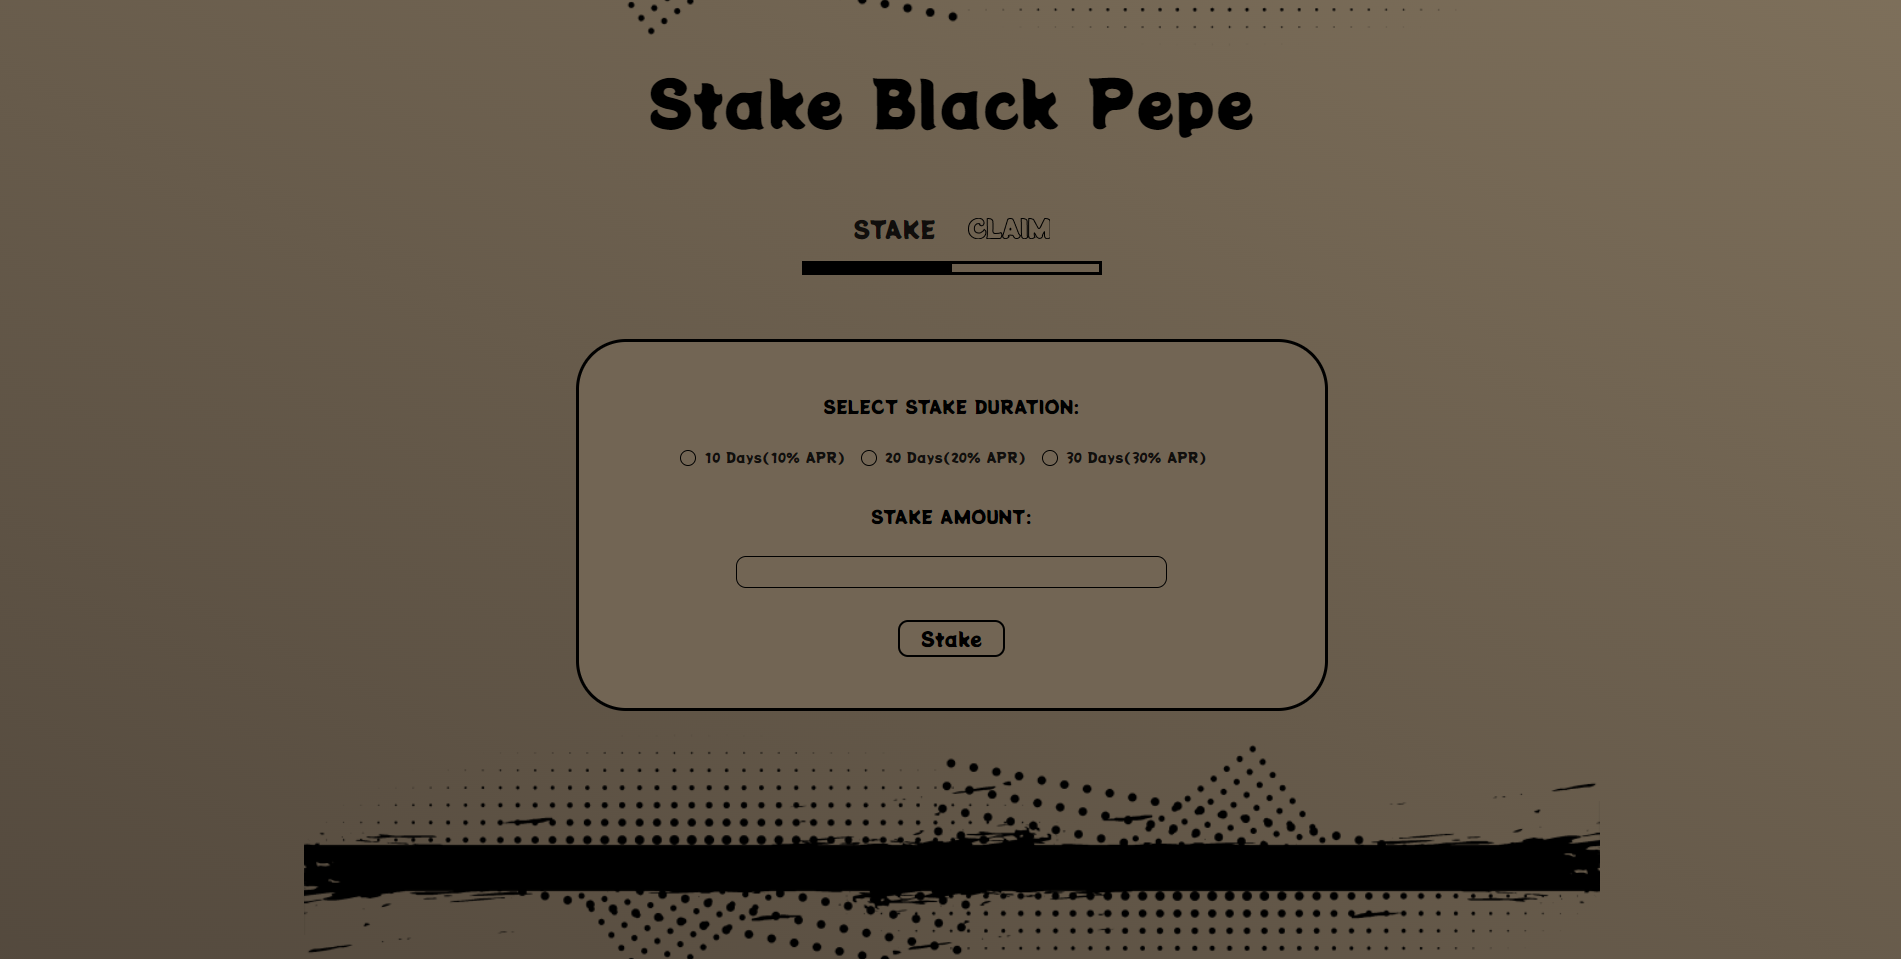 Stake Black Pepe
STAKE CLAIM
SELECT STAKE DURATION:
10 Days(10% APR) 20 Days(20% APR) 30 Days(30% APR)
STAKE AMOUNT:
Stake